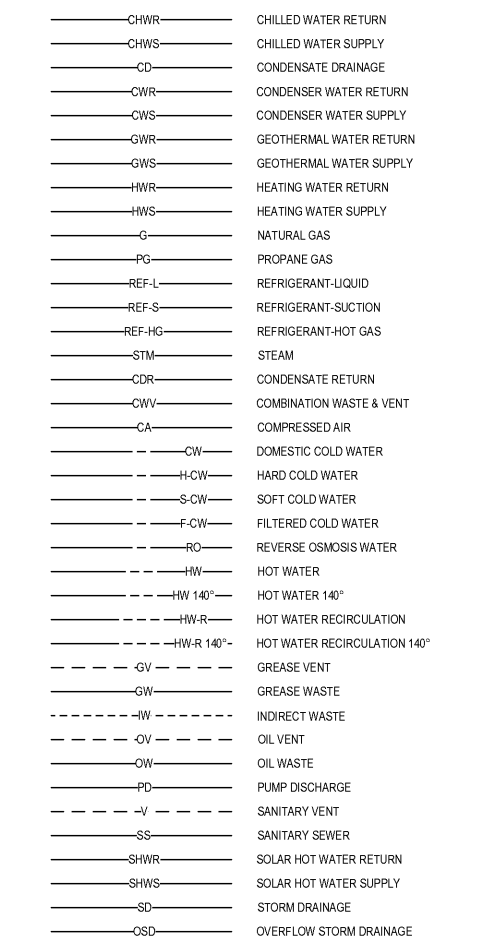 CHWR CHILLED WATER RETURN
CHWS CHILLED WATER SUPPLY
CD CONDENSATE DRAINAGE
CWR CONDENSER WATER RETURN
CWS CONDENSER WATER SUPPLY
GWR GEOTHERMAL WATER RETURN
GWS GEOTHERMAL WATER SUPPLY
HWR HEATING WATER RETURN
HWS HEATING WATER SUPPLY
G NATURAL GAS
PG PROPANE GAS
REF-L REFRIGERANT-LIQUID
REF-S REFRIGERANT-SUCTION
REF-HG REFRIGERANT-HOT GAS
STM STEAM
CDR CONDENSATE RETURN
CWV COMBINATION WASTE & VENT
CA COMPRESSED AIR
CW DOMESTIC COLD WATER
H-CW HARD COLD WATER
S-CW SOFT COLD WATER
F-CW FILTERED COLD WATER
RO REVERSE OSMOSIS WATER
HW HOT WATER
HW 140° HOT WATER 140°
HW-R HOT WATER RECIRCULATION
HW-R 140° HOT WATER RECIRCULATION 140°
GV GREASE VENT
GW GREASE WASTE
IW INDIRECT WASTE
OV OIL VENT
OW OIL WASTE
PD PUMP DISCHARGE
V SANITARY VENT
SS SANITARY SEWER
SHWR SOLAR HOT WATER RETURN
SHWS SOLAR HOT WATER SUPPLY
SD STORM DRAINAGE
OSD OVERFLOW STORM DRAINAGE